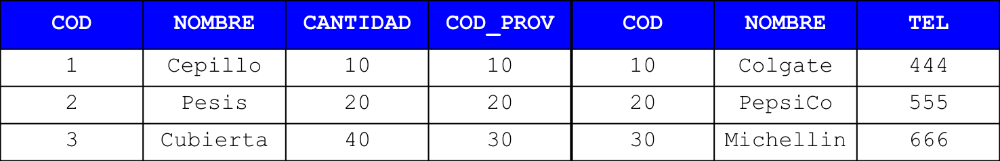 COD NOMBRE CANTIDAD COD_PROV COD NOMBRE TEL
1 Cepillo 10 10 10 Colgate 444
2 Pesis 20 20 20 PepsiCo 555
3 Cubierta 40 30 30 Michellin 666